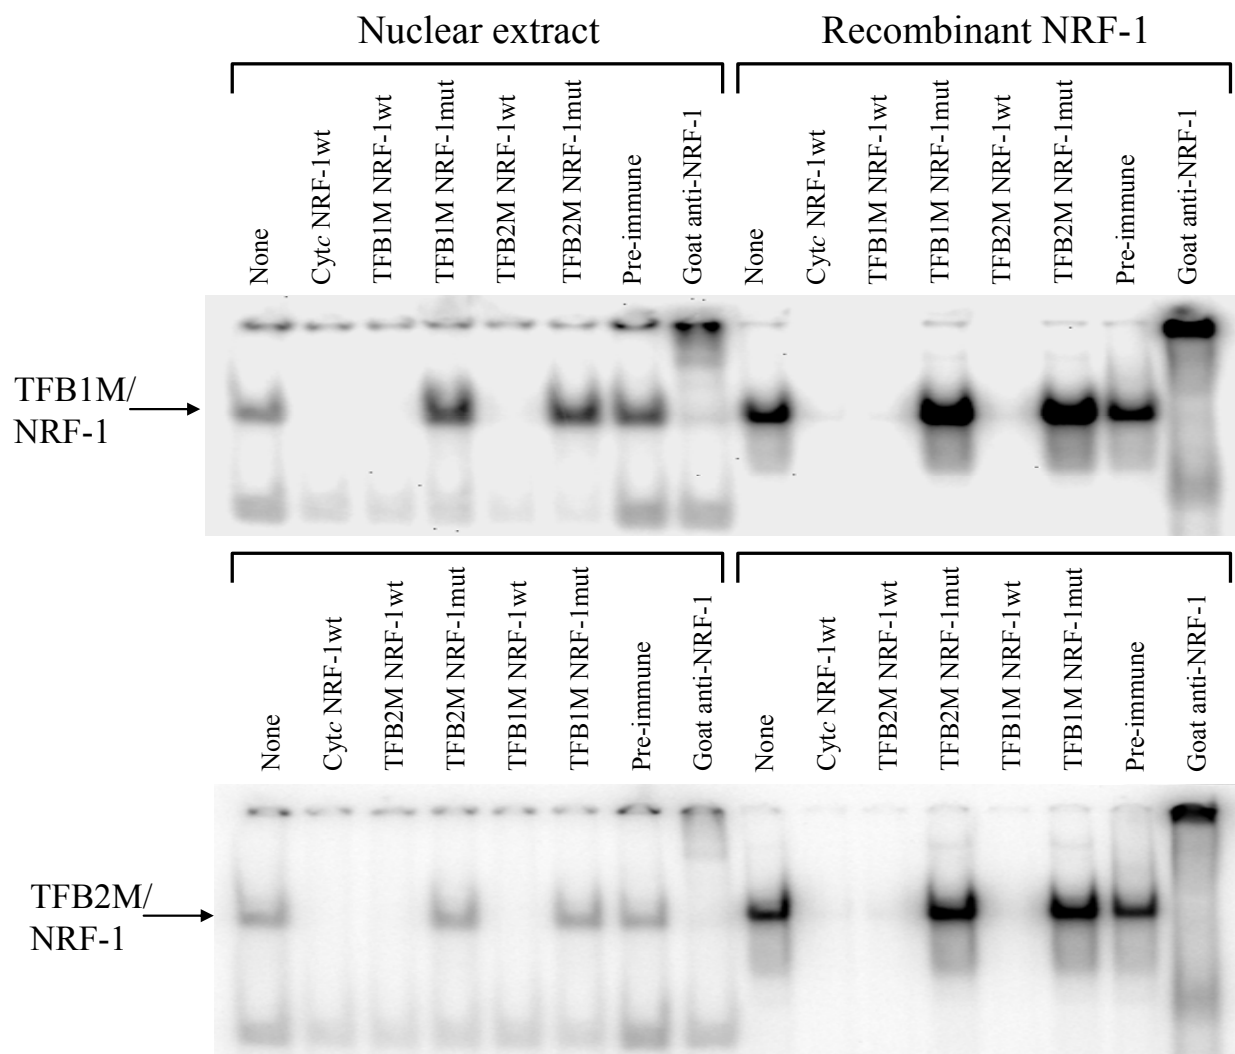 Nuclear extract
Recombinant NRF-1
None
Cytc NRF-1wt
TFB1M NRF-1wt
TFB1M NRF-1mut
TFB2M NRF-1wt
TFB2M NRF-1mut
Pre-immune
Goat anti-NRF-1
None
Cytc NRF-1wt
TFB1M NRF-1wt
TFB1M NRF-1mut
TFB2M NRF-1wt
TFB2M NRF-1mut
Pre-immune
Goat anti-NRF-1
TFB1M/
NRF-1
None
Cytc NRF-1wt
TFB2M NRF-1wt
TFB2M NRF-1mut
TFB1M NRF-1wt
TFB1M NRF-1mut
Pre-immune
Goat anti-NRF-1
None
Cytc NRF-1wt
TFB2M NRF-1wt
TFB2M NRF-1mut
TFB1M NRF-1wt
TFB1M NRF-1mut
Pre-immune
Goat anti-NRF-1
TFB2M/
NRF-1